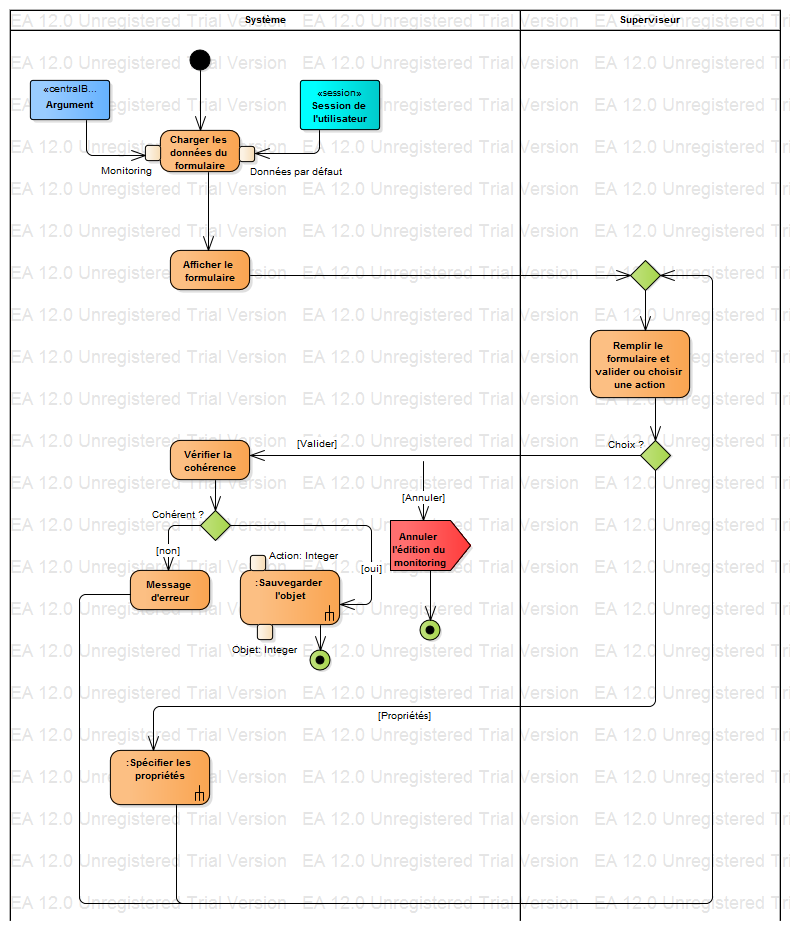 Système
Superviseur
«centralB...
Argument
«session»
Session de
l'utilisateur
Charger les
données du
formulaire
Monitoring
Données par défaut
Afficher le
formulaire
Remplir le
formulaire et
valider ou choisir
une action
Choix ?
[Valider]
Vérifier la
cohérence
[Annuler]
Cohérent ?
[non]
[oui]
Annuler
l'édition du
monitoring
Action: Integer
Message
d'erreur
:Sauvegarder
l'objet
Objet: Integer
[Propriétés]
:Spécifier les
propriétés
EA 12.0 Unregistered Trial Version